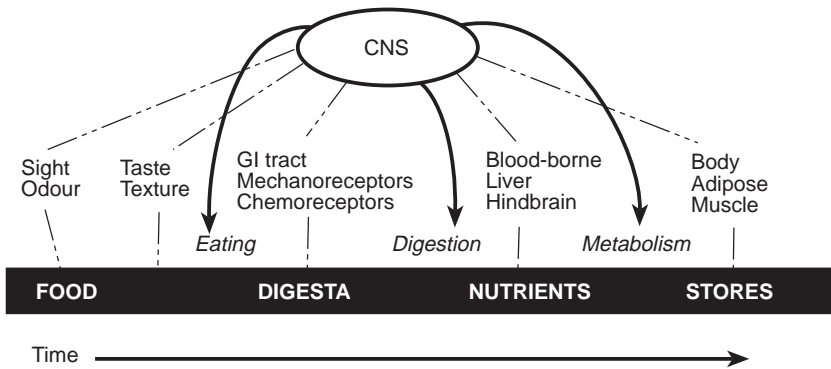 CNS
Sight
Odour
Taste
Texture
GI tract
Mechanoreceptors
Chemoreceptors
Blood-borne
Liver
Hindbrain
Body
Adipose
Muscle
Eating
Digestion
Metabolism
FOOD
DIGESTA
NUTRIENTS
STORES
Time